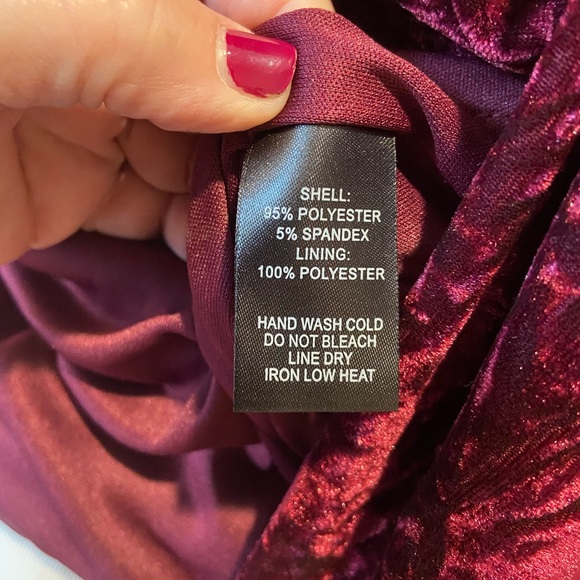 SHELL:
95% POLYESTER
5% SPANDEX
LINING:
100% POLYESTER
HAND WASH COLD
DO NOT BLEACH
LINE DRY
IRON LOW HEAT